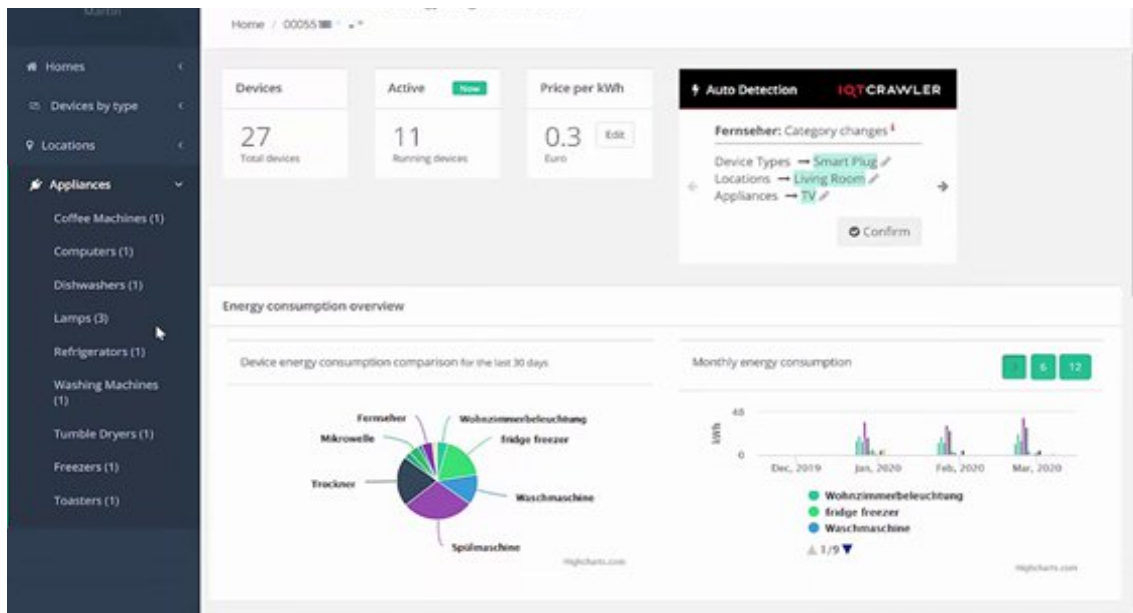 Martin
Homes
Devices by type
Locations
Appliances
Coffee Machines (1)
Computers (1)
Dishwashers (1)
Lamps (3)
Refrigerators (1)
Washing Machines
(1)
Tumble Dryers (1)
Freezers (1)
Toasters (1)
Home / 00055
Devices
27
Total devices
Active Now
11
Running devices
Price per kWh
0.3 Edit
Euro
Auto Detection IOTCRAWLER
Fernseher: Category changes i
Device Types → Smart Plug
Locations → Living Room
Appliances → TV
Confirm
Energy consumption overview
Device energy consumption comparison for the last 30 days
Fernseher
Wohnzimmerbeleuchtung
Mikrowelle
fridge freezer
Trockner
Waschmaschine
Spülmaschine
Highcharts.com
Monthly energy consumption 3 6 12
48
kWh
0
Dec, 2019 Jan, 2020 Feb, 2020 Mar, 2020
Wohnzimmerbeleuchtung
fridge freezer
Waschmaschine
1/9
Highcharts.com